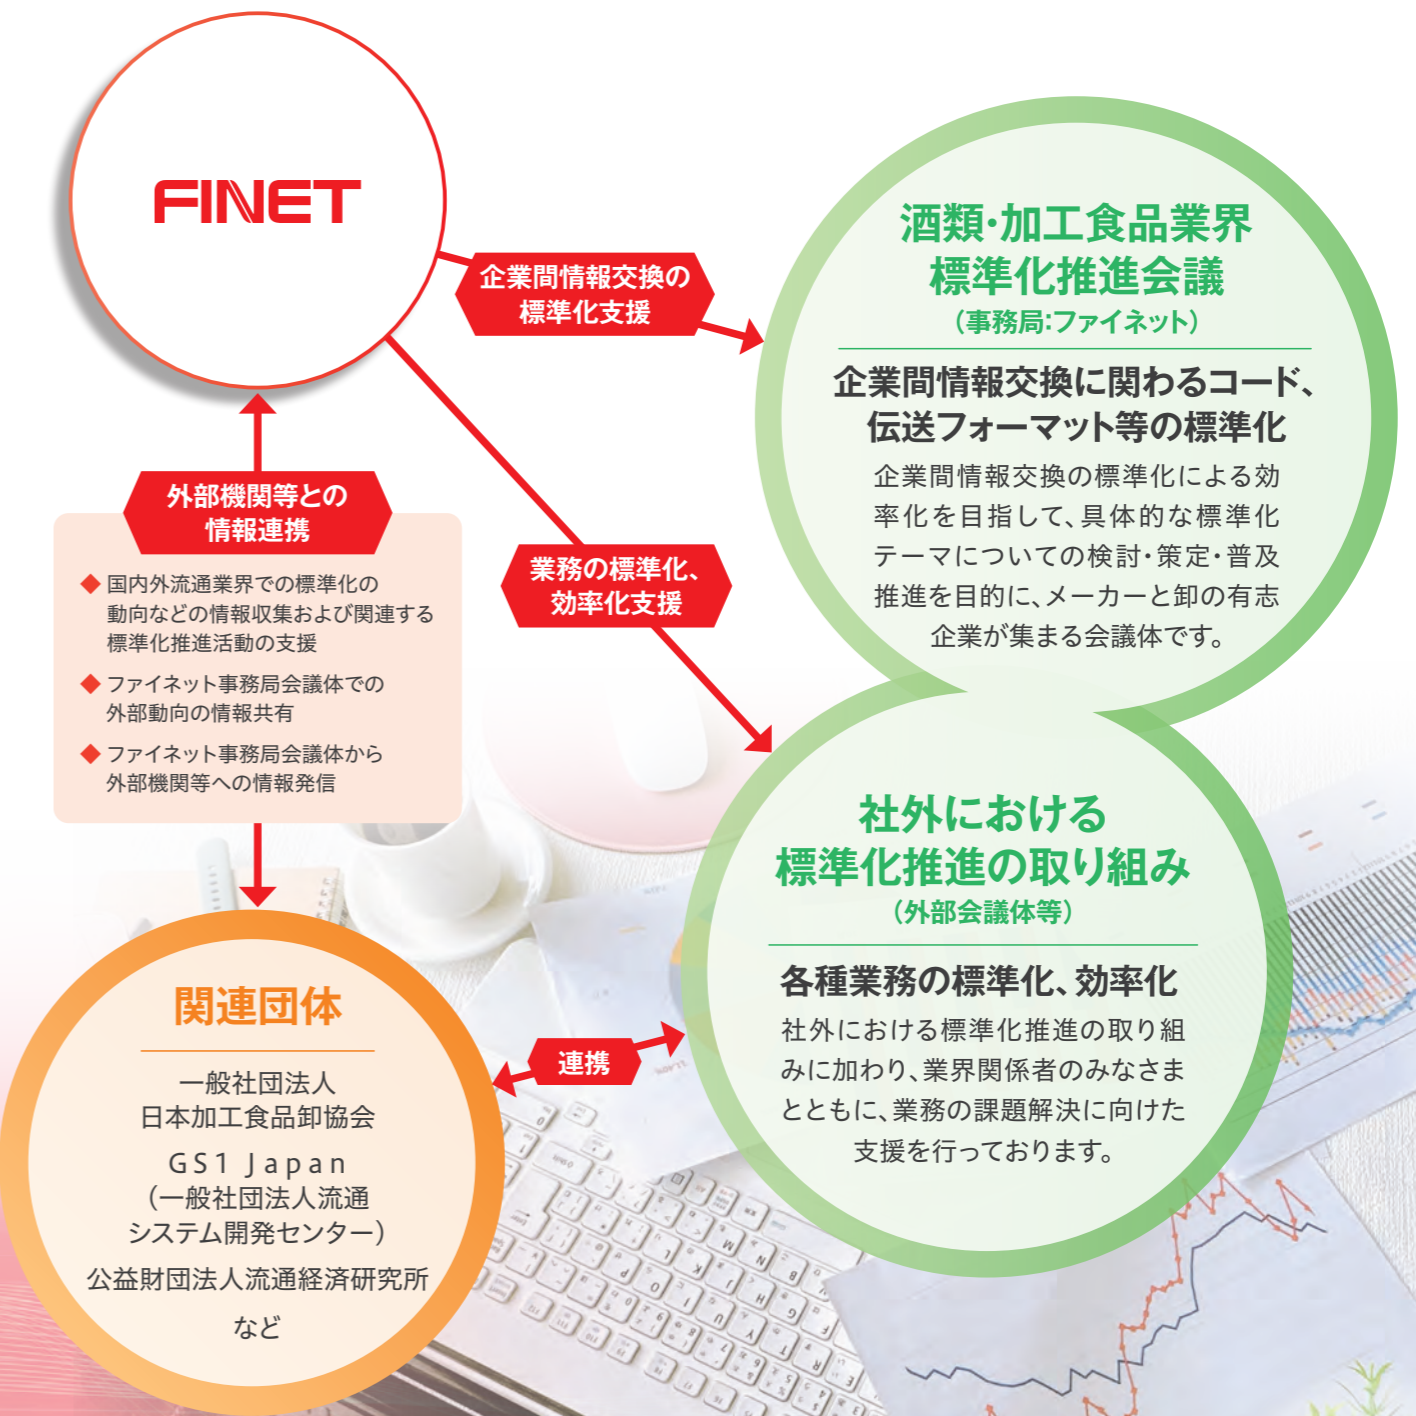 FINET
企業間情報交換の
標準化支援
酒類・加工食品業界
標準化推進会議
（事務局：ファイネット）
企業間情報交換に関わるコード、
伝送フォーマット等の標準化
企業間情報交換の標準化による効
率化を目指して、具体的な標準化
テーマについての検討・策定・普及
推進を目的に、メーカーと卸の有志
企業が集まる会議体です。
外部機関等との
情報連携
◆ 国内外流通業界での標準化の
動向などの情報収集および関連する
標準化推進活動の支援
◆ ファイネット事務局会議体での
外部動向の情報共有
◆ ファイネット事務局会議体から
外部機関等への情報発信
業務の標準化、
効率化支援
社外における
標準化推進の取り組み
（外部会議体等）
各種業務の標準化、効率化
社外における標準化推進の取り組
みに加わり、業界関係者のみなさま
とともに、業務の課題解決に向けた
支援を行っております。
連携
関連団体
一般社団法人
日本加工食品卸協会
GS1 Japan
（一般社団法人流通
システム開発センター）
公益財団法人流通経済研究所
など